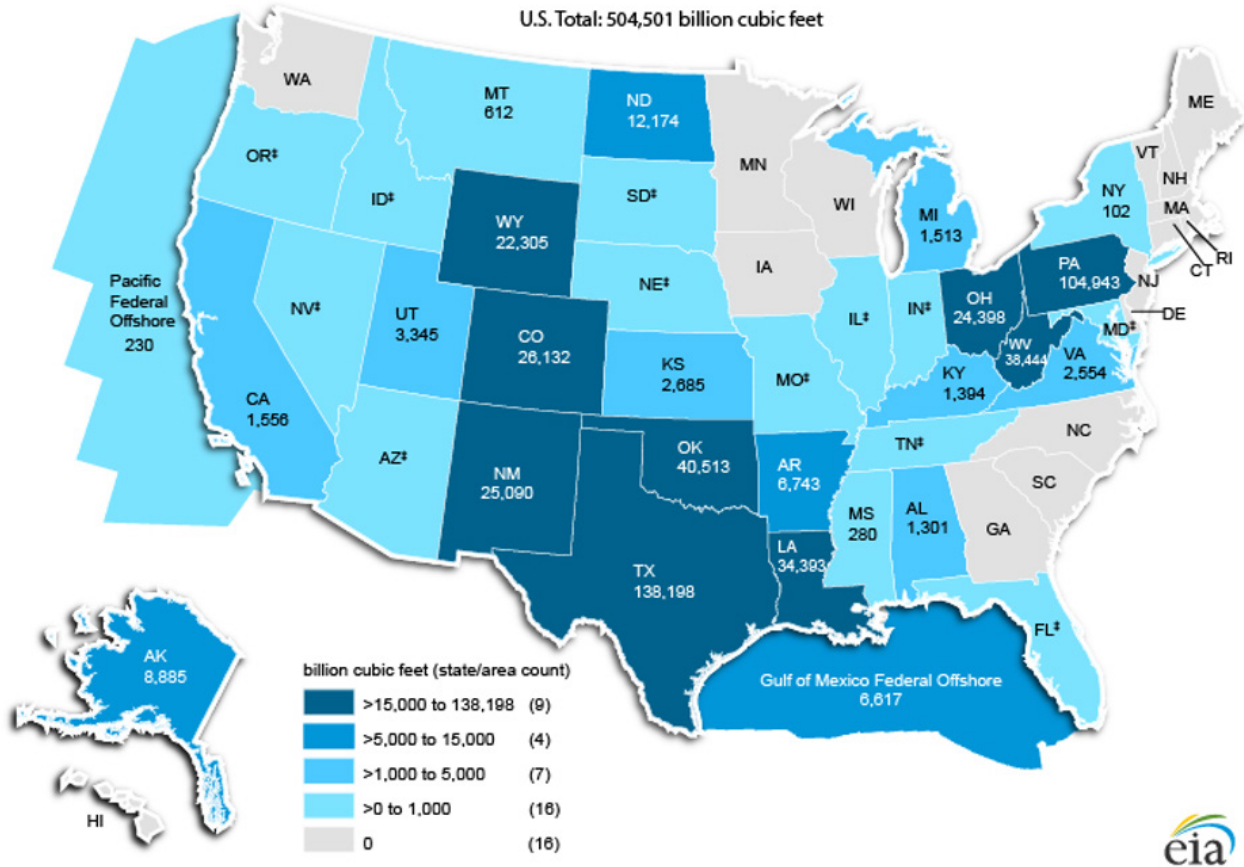 U.S. Total: 504,501 billion cubic feet
WA
MT
612
ND
12,174
MN
ME
VT
NH
OR‡
ID‡
SD‡
WI
MI
1,513
NY
102
MA
RI
CT
WY
22,305
IA
PA
104,943
NJ
DE
Pacific
Federal
Offshore
230
NV‡
UT
3,345
NE‡
IL‡
IN‡
OH
24,398
MD‡
CO
26,132
WV
38,444
VA
2,554
CA
1,556
KS
2,685
MO‡
KY
1,394
NC
AZ‡
NM
25,090
OK
40,513
AR
6,743
TN‡
SC
MS
280
AL
1,301
GA
LA
34,393
TX
138,198
FL‡
AK
8,885
Gulf of Mexico Federal Offshore
6,617
HI
billion cubic feet (state/area count)
>15,000 to 138,198 (9)
>5,000 to 15,000 (4)
>1,000 to 5,000 (7)
>0 to 1,000 (16)
0 (16)
eia